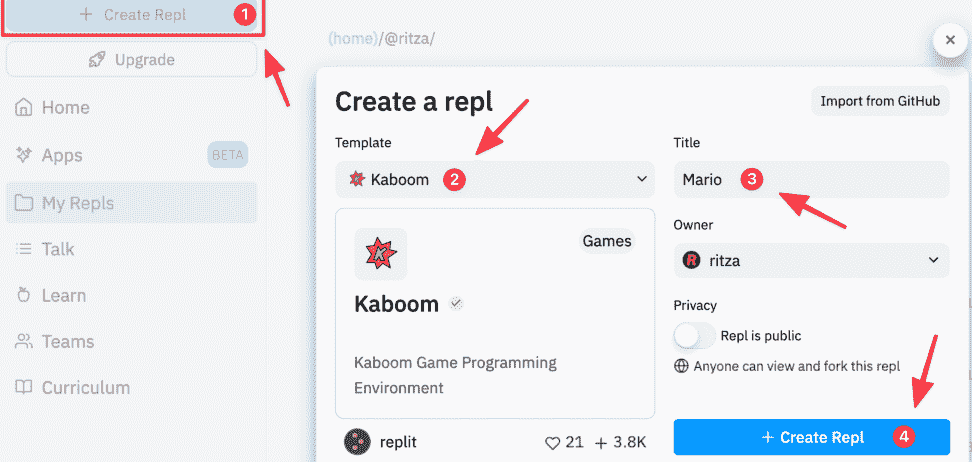 + Create Repl 1
Upgrade
Home
Apps BETA
My Repls
Talk
Learn
Teams
Curriculum
(home)/@ritza/
Create a repl
Import from GitHub
Template
Kaboom 2
Games
Kaboom
Kaboom Game Programming
Environment
replit 21 + 3.8K
Title
Mario 3
Owner
ritza
Privacy
Repl is public
Anyone can view and fork this repl
+ Create Repl 4